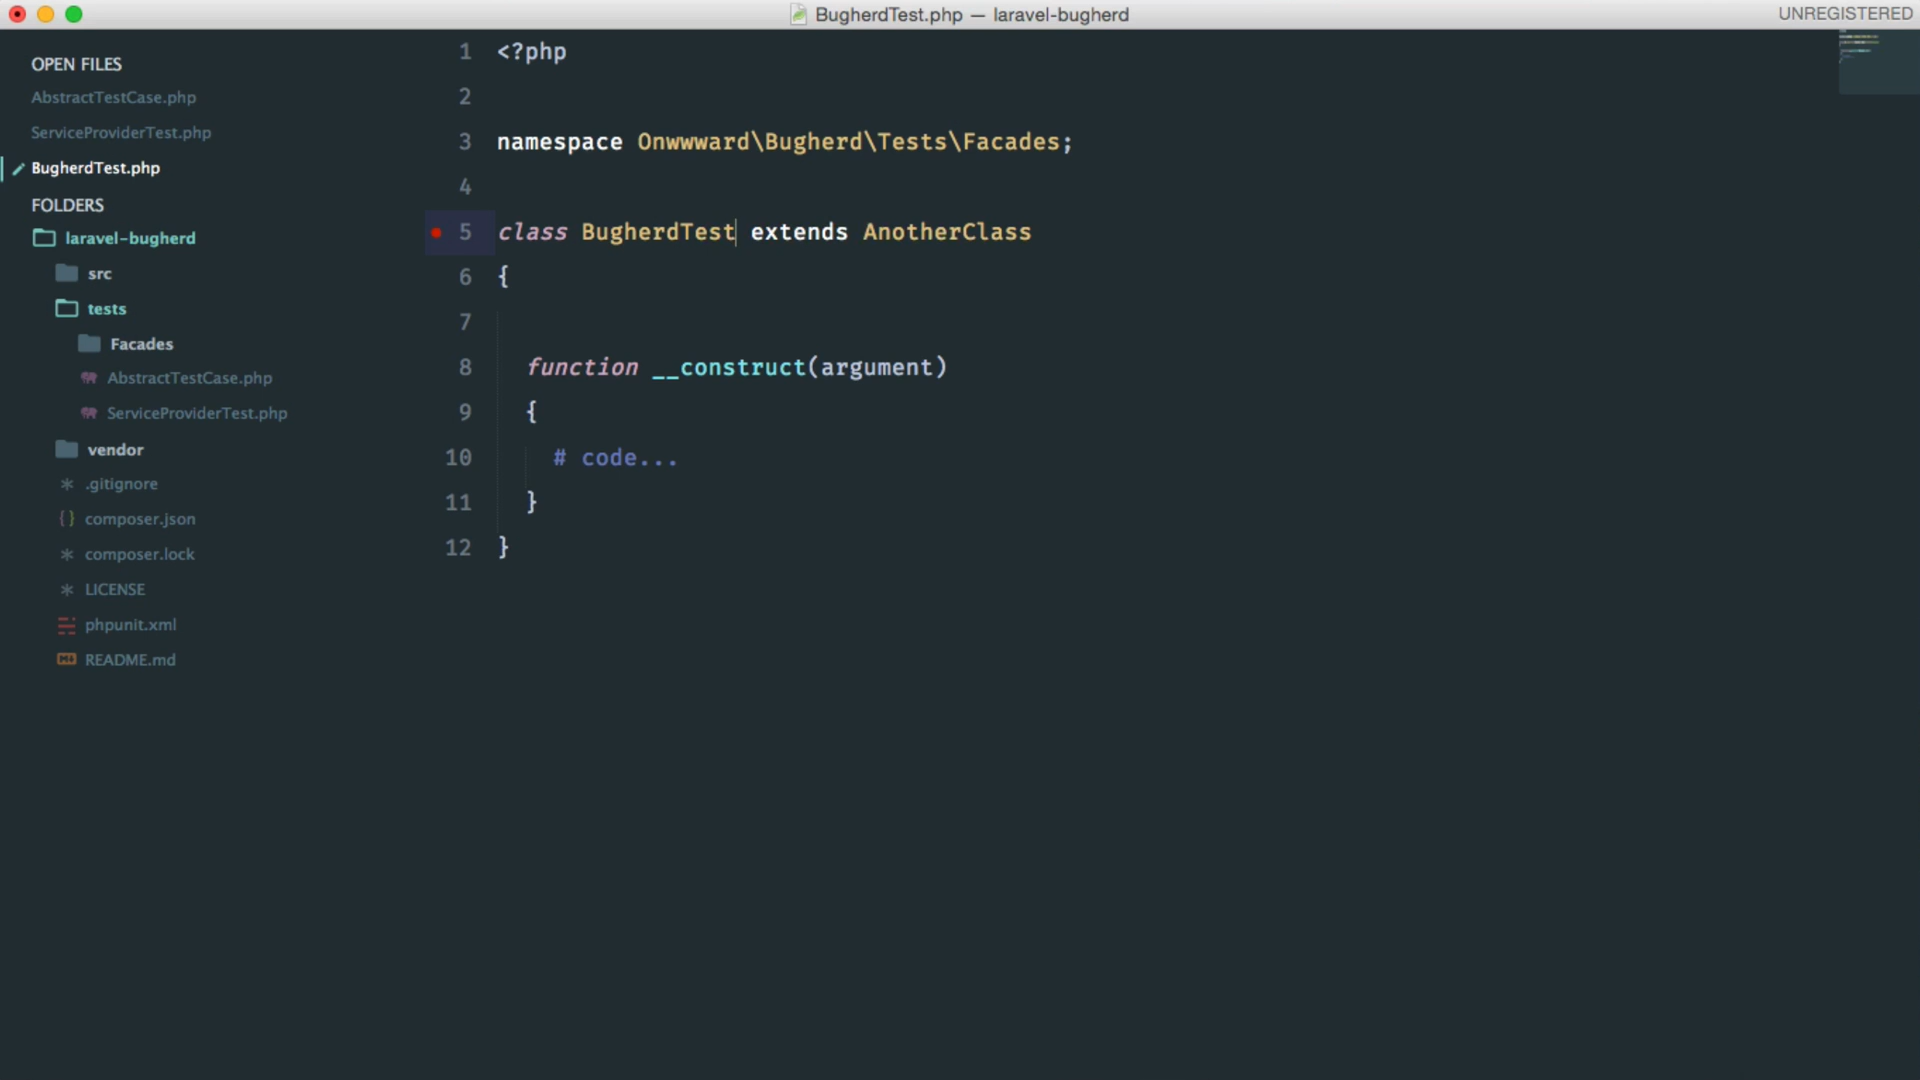 BugherdTest.php — laravel-bugherd
UNREGISTERED
OPEN FILES
AbstractTestCase.php
ServiceProviderTest.php
BugherdTest.php
FOLDERS
laravel-bugherd
src
tests
Facades
AbstractTestCase.php
ServiceProviderTest.php
vendor
.gitignore
composer.json
composer.lock
LICENSE
phpunit.xml
README.md
1 <?php
2
3 namespace Onwwward\Bugherd\Tests\Facades;
4
5 class BugherdTest extends AnotherClass
6 {
7
8 function __construct(argument)
9 {
10 # code...
11 }
12 }